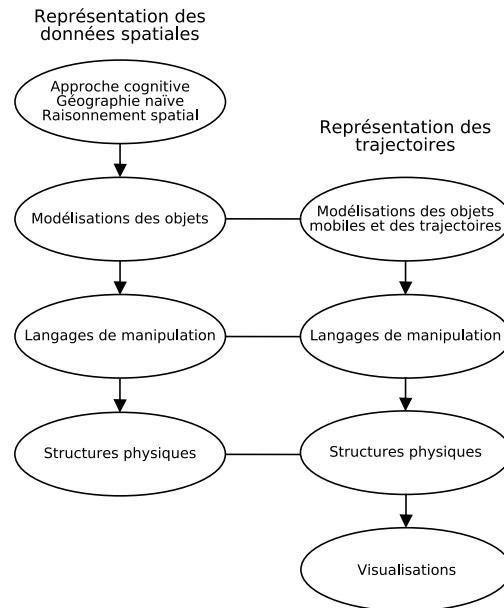 Représentation des
données spatiales
Approche cognitive
Géographie naïve
Raisonnement spatial
Modélisations des objets
Langages de manipulation
Structures physiques
Représentation des
trajectoires
Modélisations des objets
mobiles et des trajectoires
Langages de manipulation
Structures physiques
Visualisations